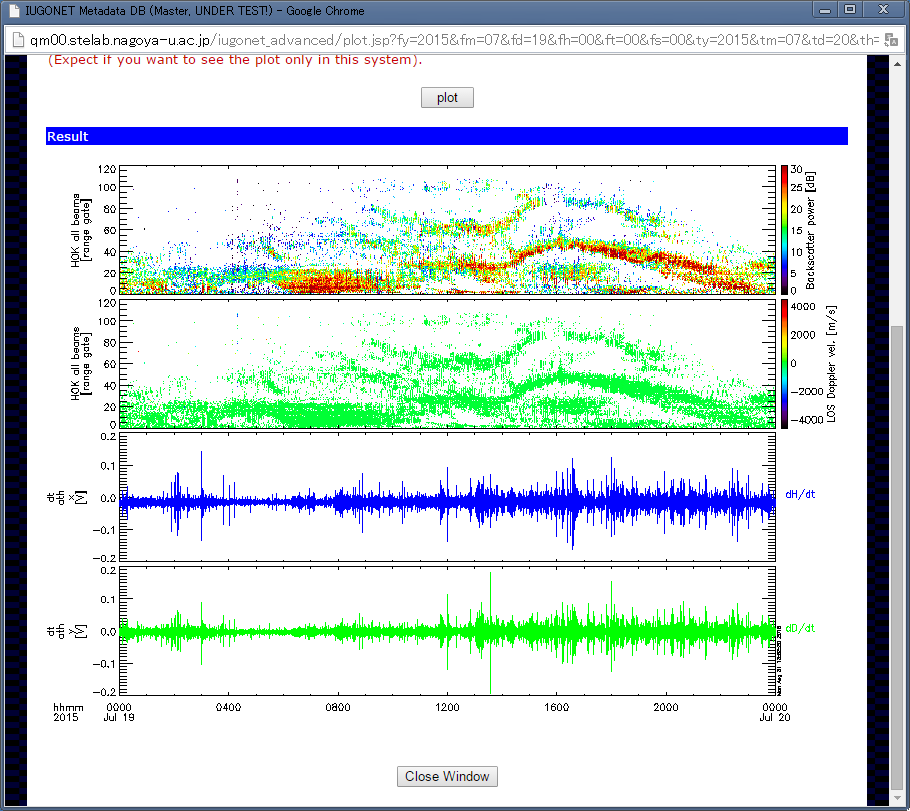 IUGONET Metadata DB (Master, UNDER TEST!) - Google Chrome
qm00.stelab.nagoya-u.ac.jp/iugonet_advanced/plot.jsp?fy=2015&fm=07&fd=19&fh=00&ft=00&fs=00&ty=2015&tm=07&td=20&th=
(Expect if you want to see the plot only in this system).
plot
Result
HOK all beams
[range gate]
120
100
80
60
40
20
0
30
25
20
15
10
5
0
Backscatter power [dB]
HOK all beams
[range gate]
120
100
80
60
40
20
0
4000
2000
0
-2000
-4000
LOS Doppler vel. [m/s]
dt
ath x
[V]
0.2
0.1
0.0
-0.1
-0.2
dH/dt
dt
ath y
[V]
0.2
0.1
0.0
-0.1
-0.2
dD/dt
hhmm 0000 0400 0800 1200 1600 2000 0000
2015 Jul 19 Jul 20
Close Window